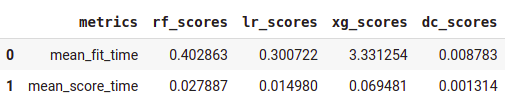 metrics rf_scores lr_scores xg_scores dc_scores
0 mean_fit_time 0.402863 0.300722 3.331254 0.008783
1 mean_score_time 0.027887 0.014980 0.069481 0.001314